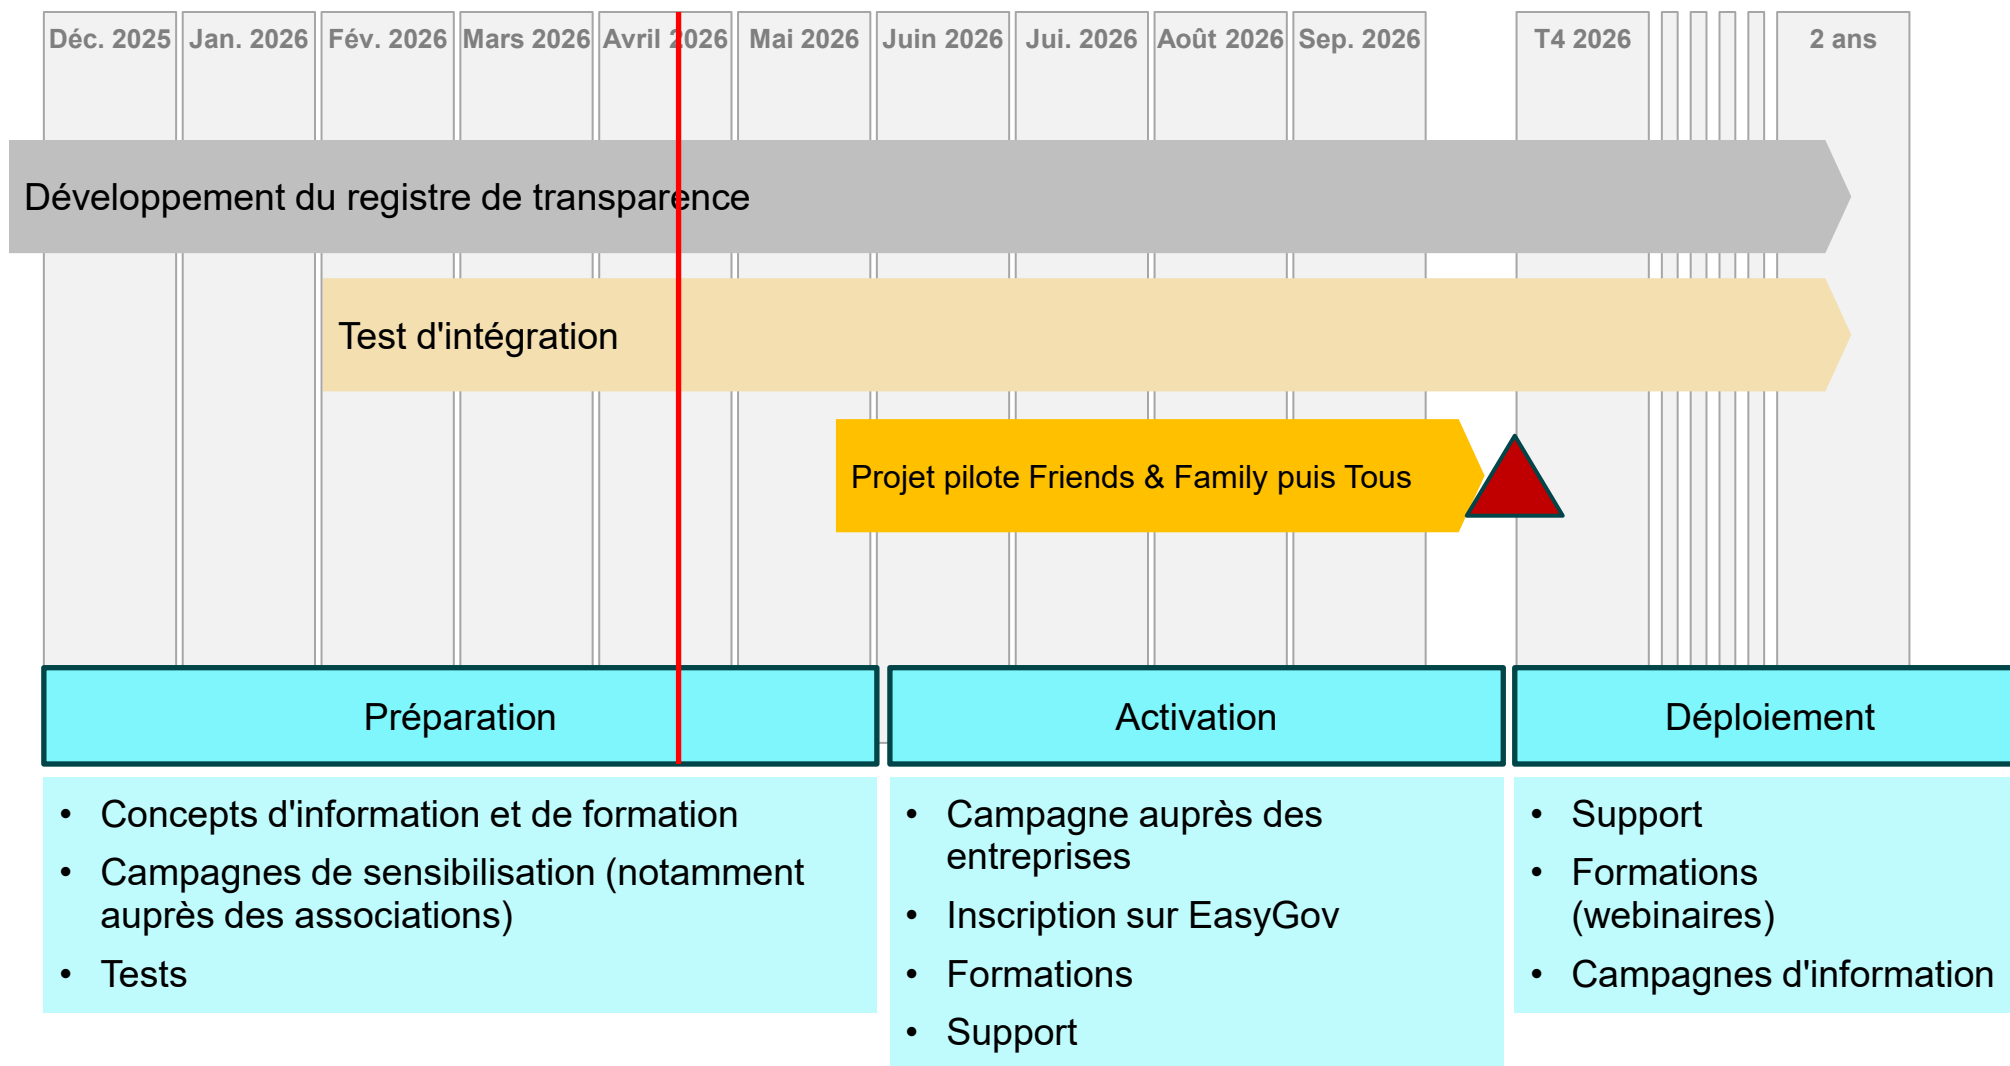 Déc. 2025
Jan. 2026
Fév. 2026
Mars 2026
Avril 2026
Mai 2026
Juin 2026
Jui. 2026
Août 2026
Sep. 2026
T4 2026
2 ans
Développement du registre de transparence
Test d'intégration
Projet pilote Friends & Family puis Tous
Préparation
Activation
Déploiement
• Concepts d'information et de formation
• Campagnes de sensibilisation (notamment
auprès des associations)
• Tests
• Campagne auprès des
entreprises
• Inscription sur EasyGov
• Formations
• Support
• Support
• Formations
(webinaires)
• Campagnes d'information